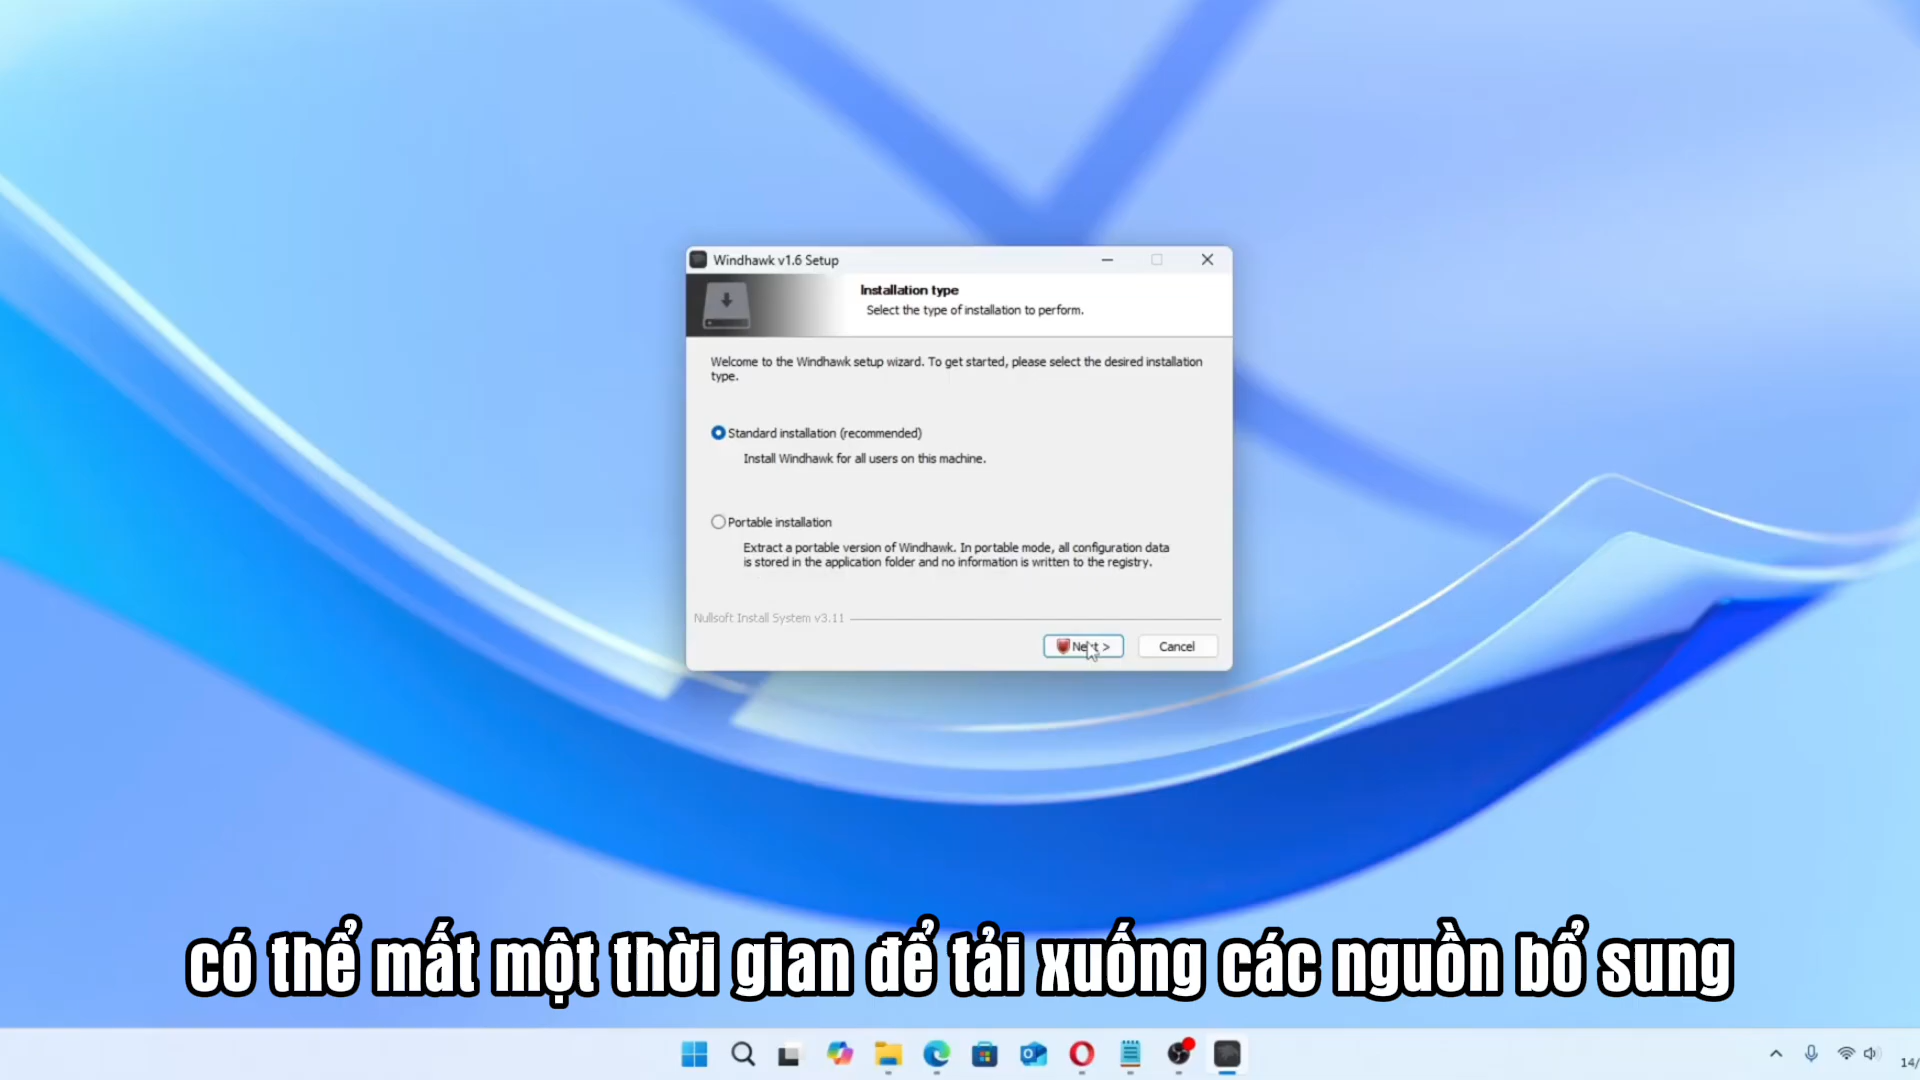 Windhawk v1.6 Setup
Installation type
Select the type of installation to perform.
Welcome to the Windhawk setup wizard. To get started, please select the desired installation
type.
Standard installation (recommended)
Install Windhawk for all users on this machine.
Portable installation
Extract a portable version of Windhawk. In portable mode, all configuration data
is stored in the application folder and no information is written to the registry.
Nullsoft Install System v3.11
Next >
Cancel
có thể mất một thời gian để tải xuống các nguồn bổ sung
14/